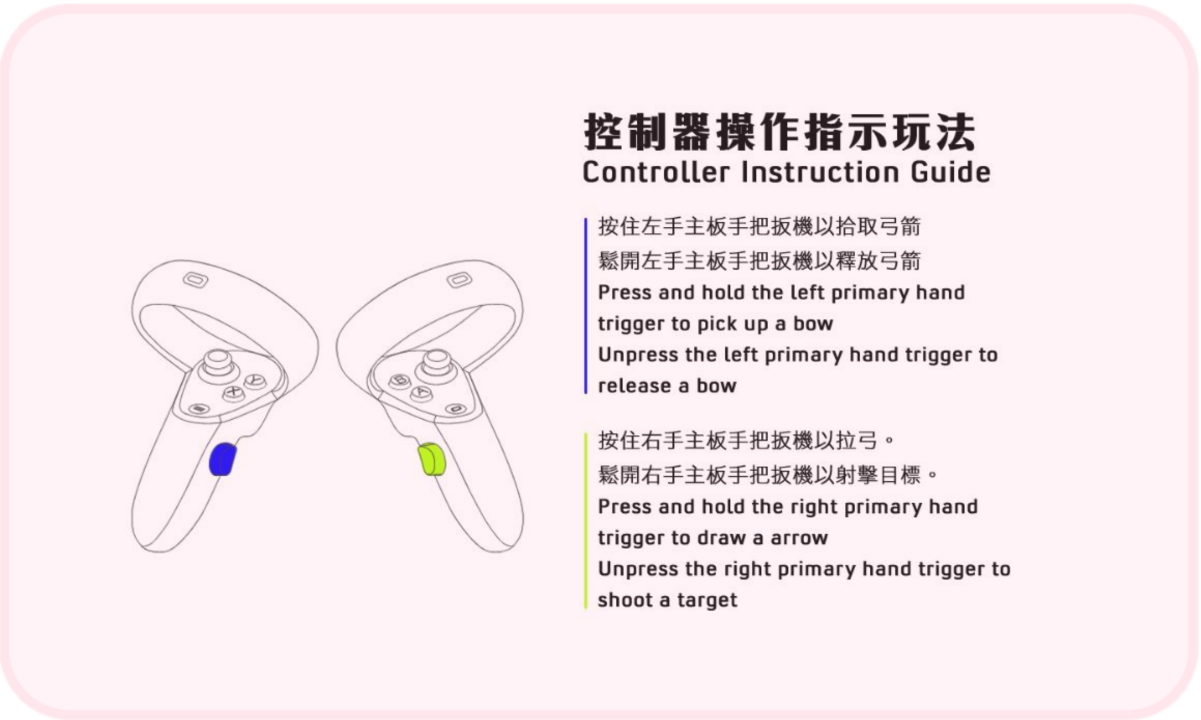 控制器操作指示玩法
Controller Instruction Guide
按住左手主板手把扳機以拾取弓箭
鬆開左手主板手把扳機以釋放弓箭
Press and hold the left primary hand
trigger to pick up a bow
Unpress the left primary hand trigger to
release a bow
按住右手主板手把扳機以拉弓。
鬆開右手主板手把扳機以射擊目標。
Press and hold the right primary hand
trigger to draw a arrow
Unpress the right primary hand trigger to
shoot a target
Y
X
B
A